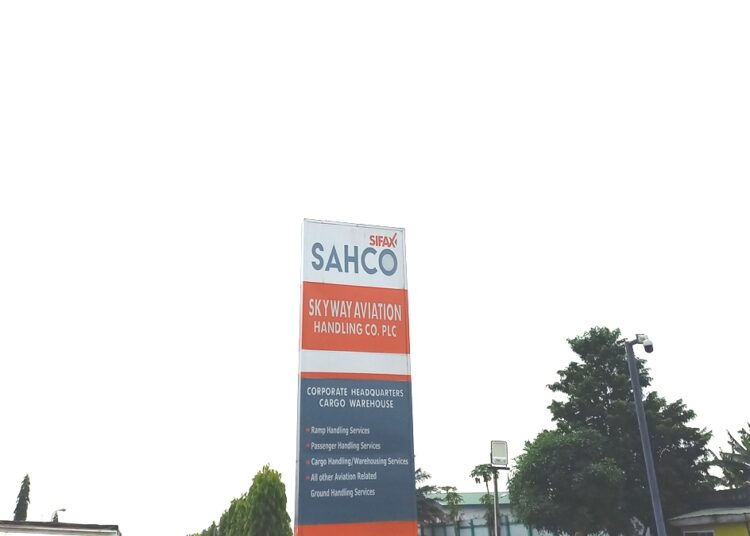 SIFAX
SAHCO
SKYWAY AVIATION
HANDLING CO. PLC
CORPORATE HEADQUARTERS
CARGO WAREHOUSE
Ramp Handling Services
Passenger Handling Services
Cargo Handling/Warehousing Services
All other Aviation Related
Ground Handling Services